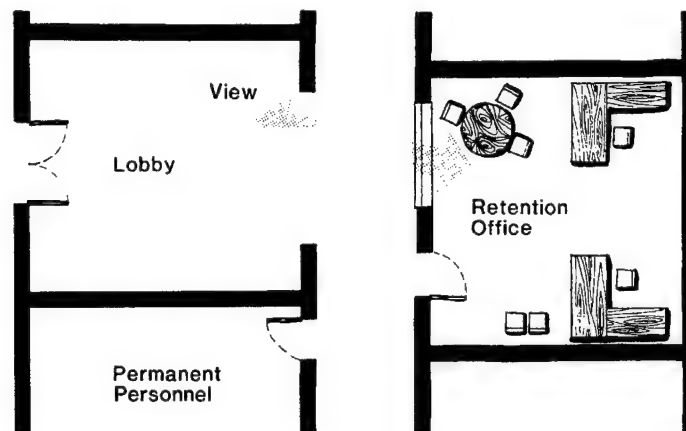 View
Lobby
Retention
Office
Permanent
Personnel